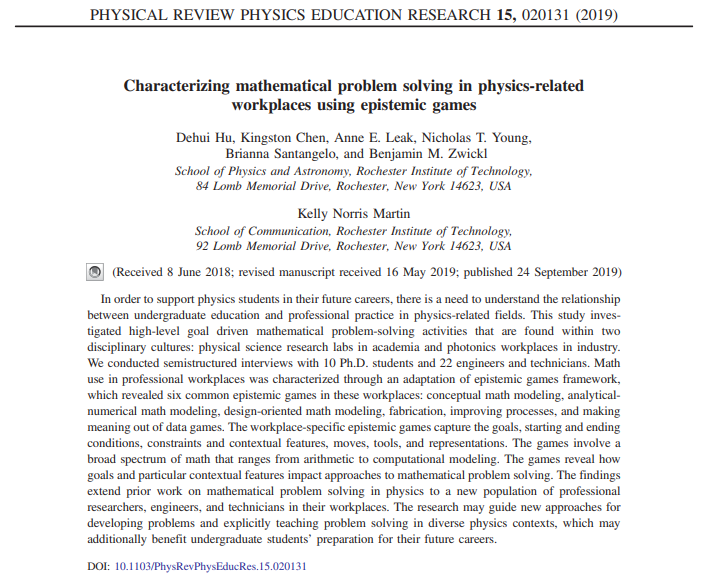 PHYSICAL REVIEW PHYSICS EDUCATION RESEARCH 15, 020131 (2019)
Characterizing mathematical problem solving in physics-related
workplaces using epistemic games
Dehui Hu, Kingston Chen, Anne E. Leak, Nicholas T. Young,
Brianna Santangelo, and Benjamin M. Zwickl
School of Physics and Astronomy, Rochester Institute of Technology,
84 Lomb Memorial Drive, Rochester, New York 14623, USA
Kelly Norris Martin
School of Communication, Rochester Institute of Technology,
92 Lomb Memorial Drive, Rochester, New York 14623, USA
(Received 8 June 2018; revised manuscript received 16 May 2019; published 24 September 2019)
In order to support physics students in their future careers, there is a need to understand the relationship
between undergraduate education and professional practice in physics-related fields. This study inves-
tigated high-level goal driven mathematical problem-solving activities that are found within two
disciplinary cultures: physical science research labs in academia and photonics workplaces in industry.
We conducted semistructured interviews with 10 Ph.D. students and 22 engineers and technicians. Math
use in professional workplaces was characterized through an adaptation of epistemic games framework,
which revealed six common epistemic games in these workplaces: conceptual math modeling, analytical-
numerical math modeling, design-oriented math modeling, fabrication, improving processes, and making
meaning out of data games. The workplace-specific epistemic games capture the goals, starting and ending
conditions, constraints and contextual features, moves, tools, and representations. The games involve a
broad spectrum of math that ranges from arithmetic to computational modeling. The games reveal how
goals and particular contextual features impact approaches to mathematical problem solving. The findings
extend prior work on mathematical problem solving in physics to a new population of professional
researchers, engineers, and technicians in their workplaces. The research may guide new approaches for
developing problems and explicitly teaching problem solving in diverse physics contexts, which may
additionally benefit undergraduate students' preparation for their future careers.
DOI: 10.1103/PhysRevPhysEducRes.15.020131